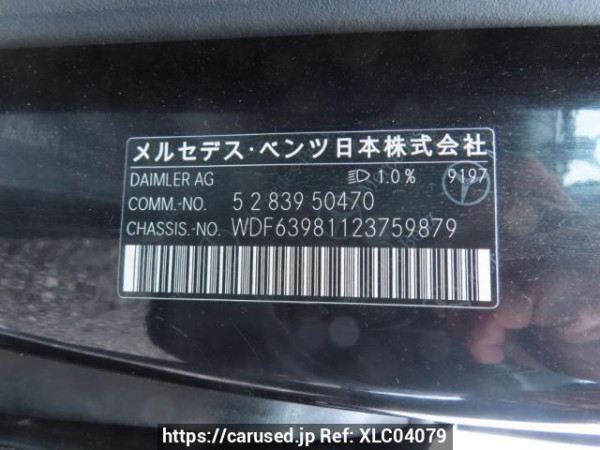 メルセデス・ベンツ日本株式会社
DAIMLER AG 1.0% 9197
COMM.-NO. 5 2 839 50470
CHASSIS.-NO. WDF63981123759879
https://carused.jp Ref: XLC04079